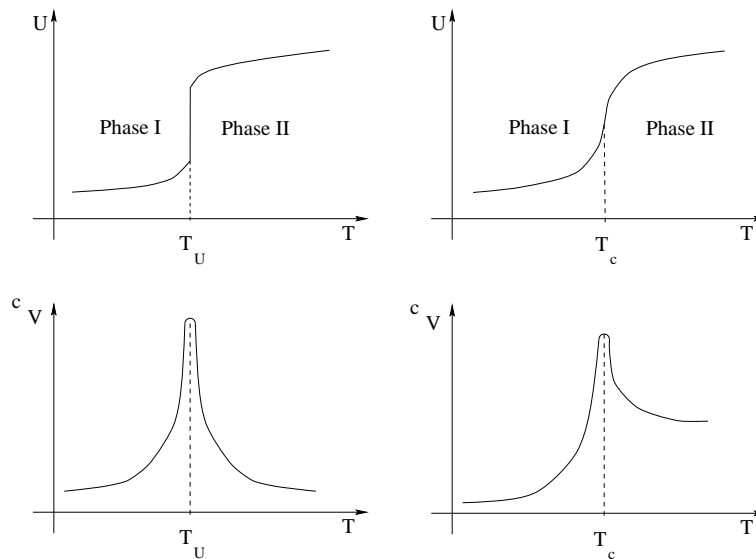 U
Phase I
Phase II
T_U
T
U
Phase I
Phase II
T_c
T
c_V
T_U
T
c_V
T_c
T